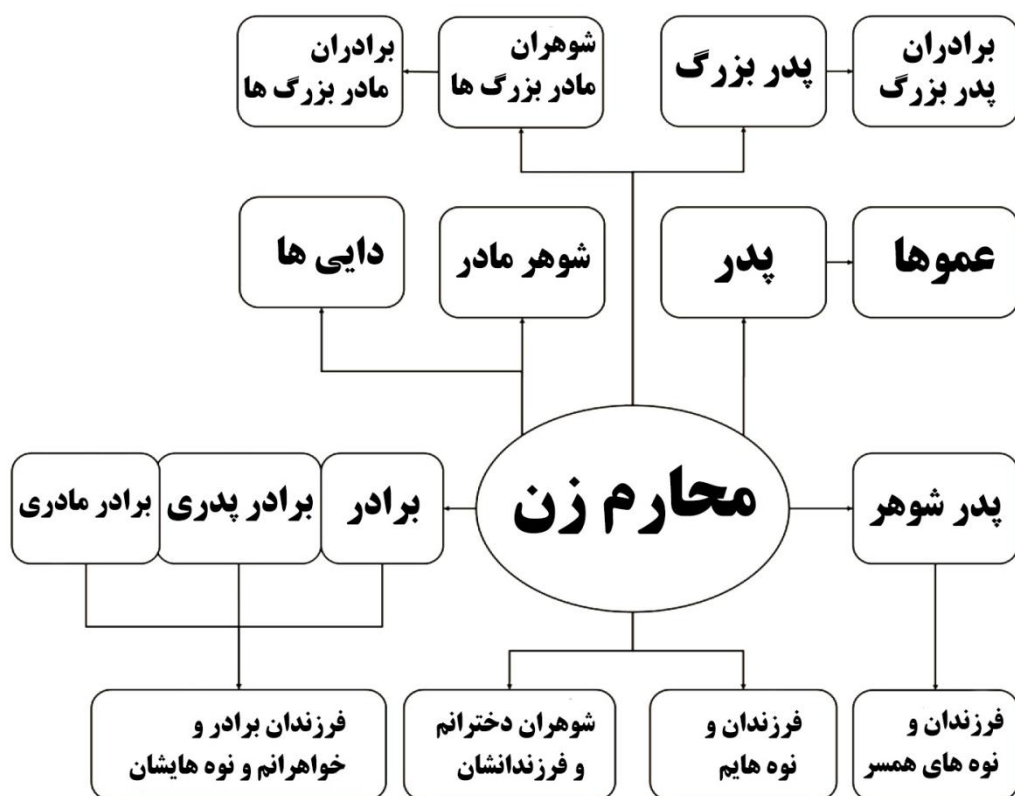 برادران
پدر بزرگ
پدر بزرگ
شوهران
مادر بزرگ ها
برادران
مادر بزرگ ها
عموها
پدر
شوهر مادر
دایی ها
محارم زن
پدر شوهر
برادر
برادر پدری
برادر مادری
فرزندان و
نوه های همسر
فرزندان و
نوه هایم
شوهران دخترانم
و فرزندانشان
فرزندان برادر و
خواهرانم و نوه هایشان